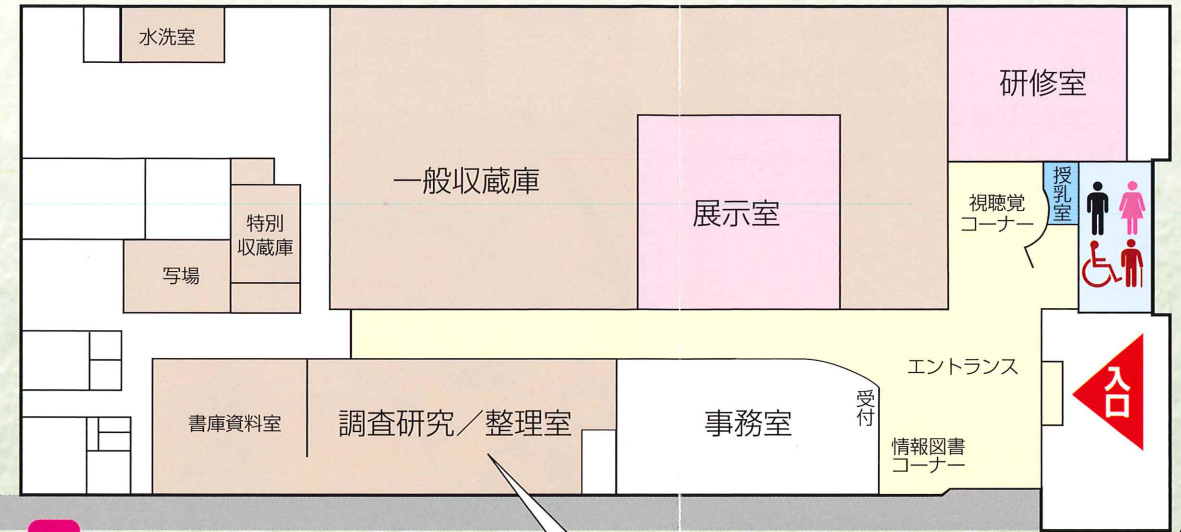 水洗室
研修室
一般収蔵庫
展示室
授乳室
視聴覚
コーナー
特別
収蔵庫
写場
エントランス
入口
書庫資料室
調査研究／整理室
事務室
受付
情報図書
コーナー